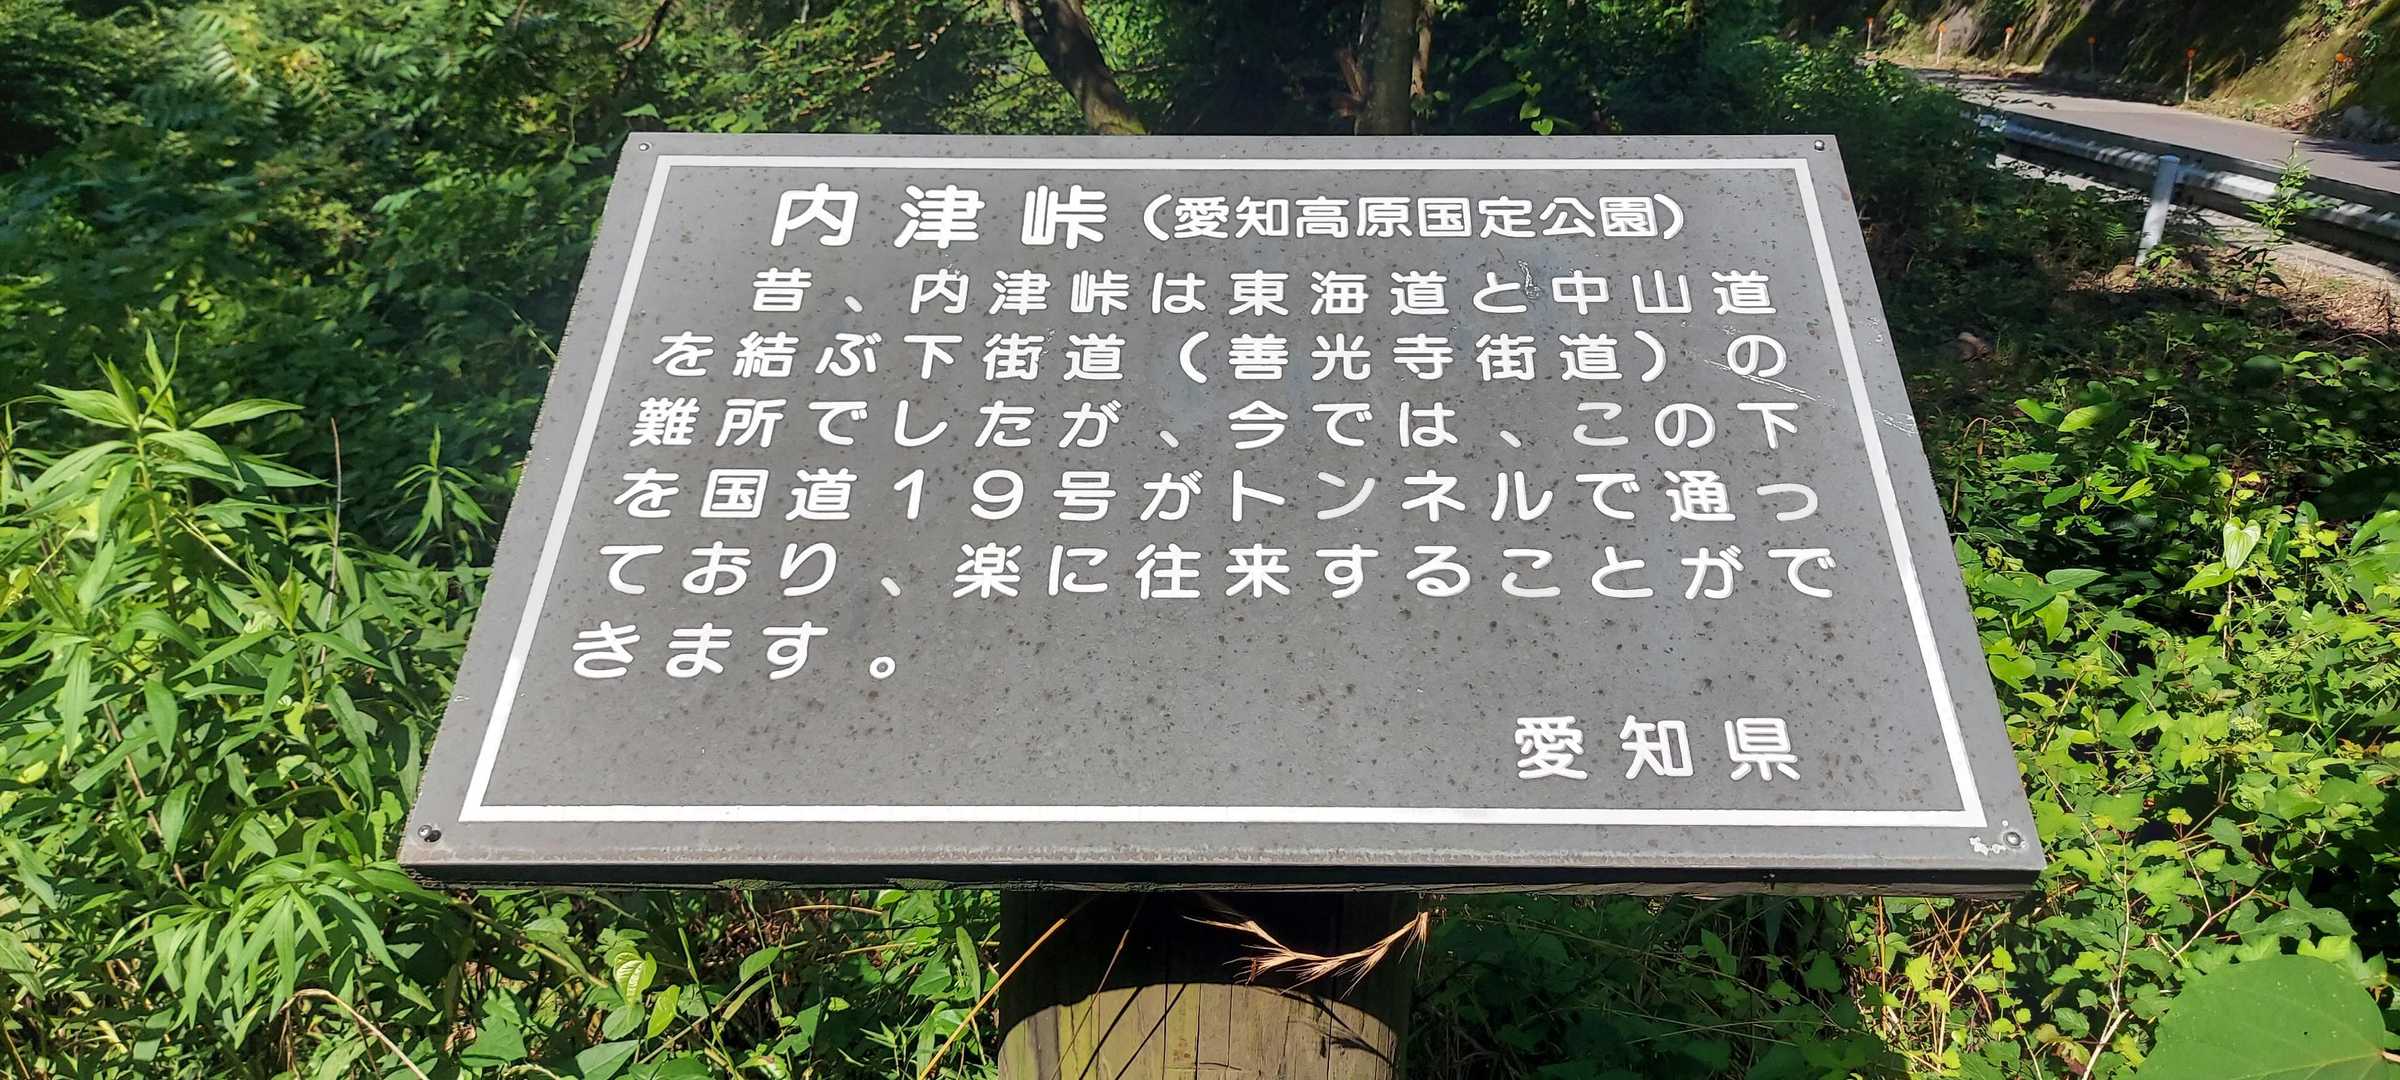 内津峠(愛知高原国定公園)
昔、内津峠は東海道と中山道
を結ぶ下街道(善光寺街道)の
難所でしたが、今では、この下
を国道19号がトンネルで通っ
ており、楽に往来することがで
きます。
愛知県